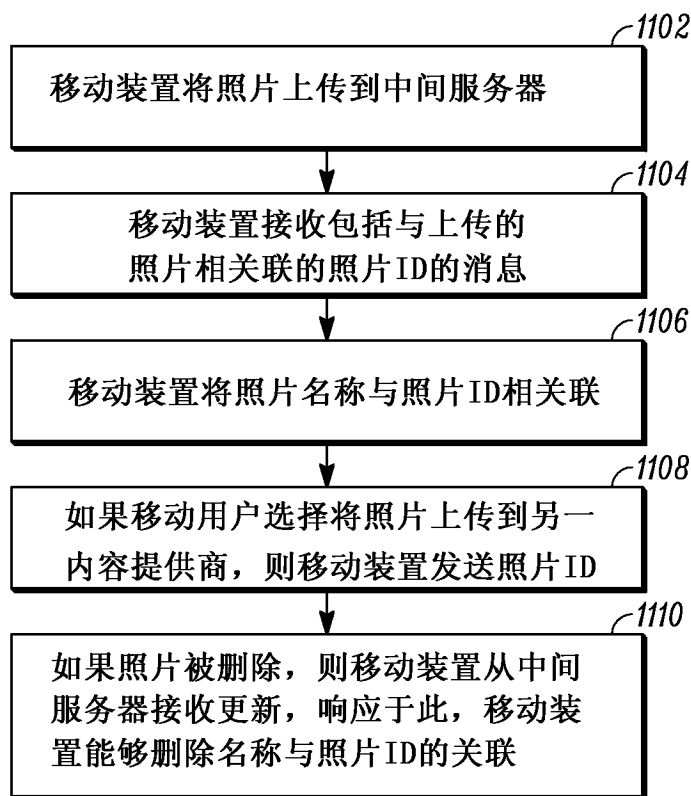 1102
移动装置将照片上传到中间服务器
1104
移动装置接收包括与上传的
照片相关联的照片ID的消息
1106
移动装置将照片名称与照片ID相关联
1108
如果移动用户选择将照片上传到另一
内容提供商，则移动装置发送照片ID
1110
如果照片被删除，则移动装置从中间
服务器接收更新，响应于此，移动装
置能够删除名称与照片ID的关联